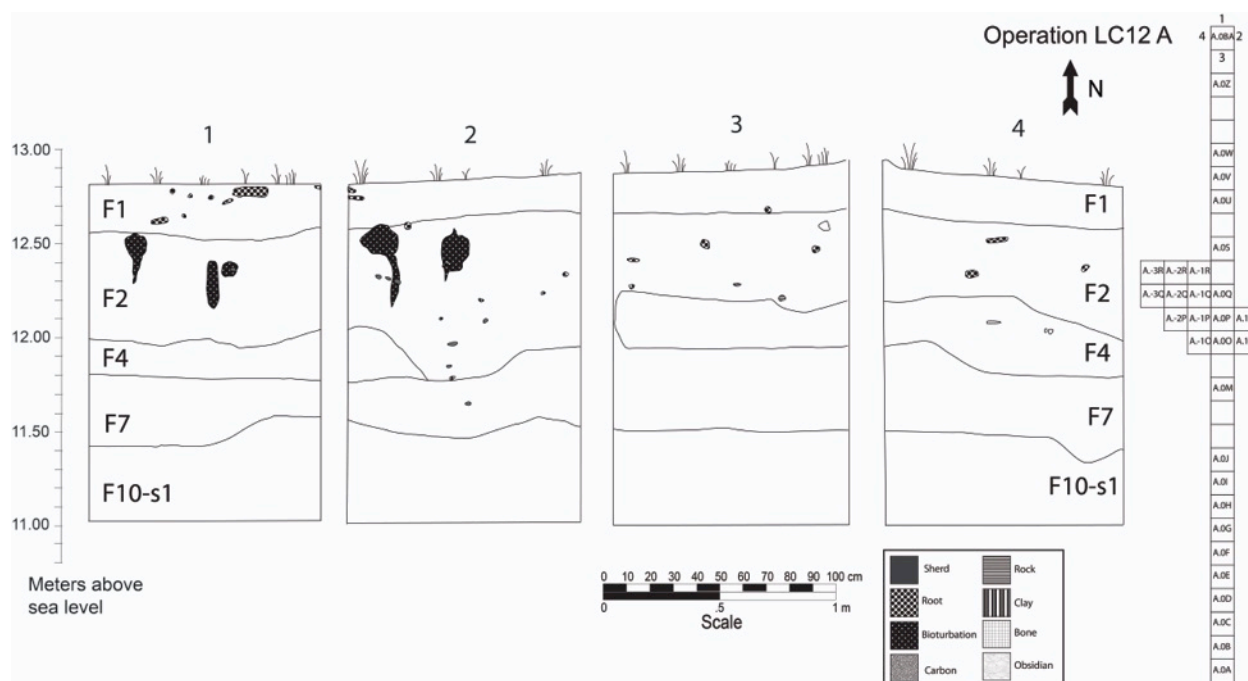 Operation LC12 A
N
1
2
3
4
13.00
12.50
12.00
11.50
11.00
Meters above
sea level
F1
F2
F4
F7
F10-s1
F1
F2
F4
F7
F10-s1
0 10 20 30 40 50 60 70 80 90 100 cm
0 .5 1 m
Scale
Sherd Rock
Root Clay
Bioturbation Bone
Carbon Obsidian
1
4 A.0BA 2
3
A.0Z
A.0W
A.0V
A.0U
A.0S
A.-3R A.-2R A.-1R
A.-3Q A.-2Q A.-1Q A.0Q
A.-2P A.-1P A.0P A.1
A.-1O A.0O A.1
A.0M
A.0J
A.0I
A.0H
A.0G
A.0F
A.0E
A.0D
A.0C
A.0B
A.0A